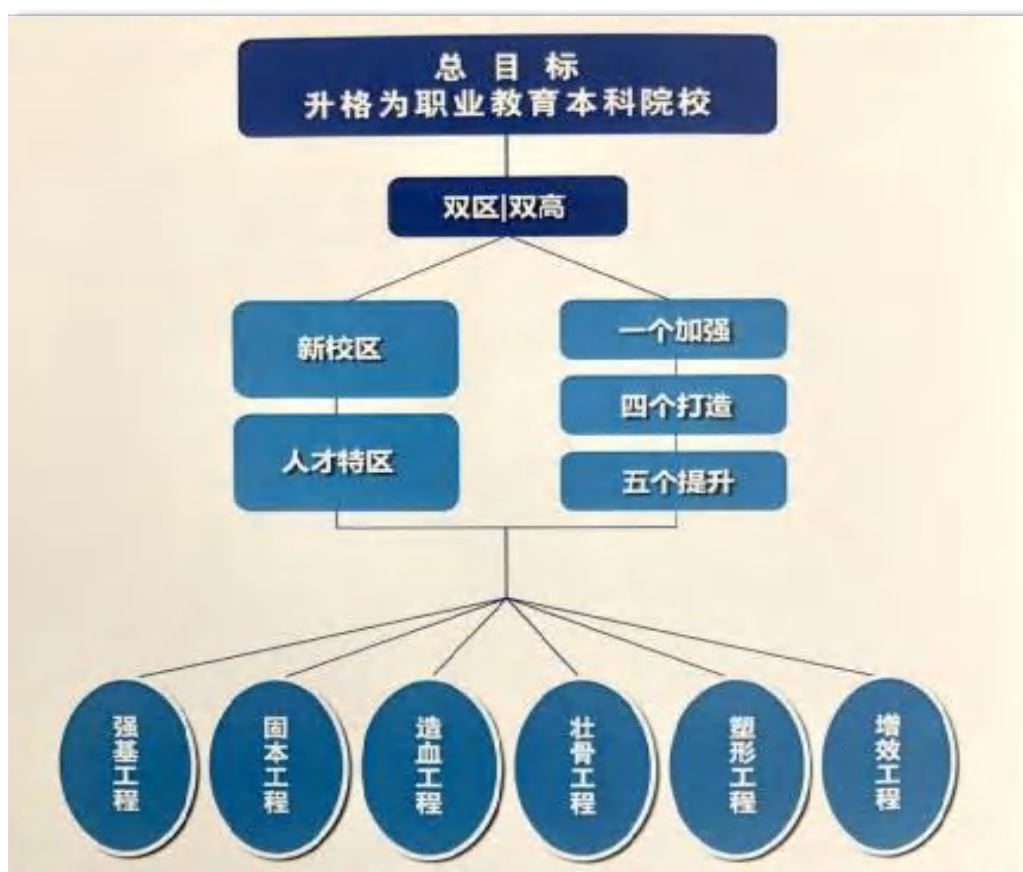 总 目 标
升格为职业教育本科院校
双区|双高
新校区
人才特区
一个加强
四个打造
五个提升
强基工程
固本工程
造血工程
壮骨工程
塑形工程
增效工程